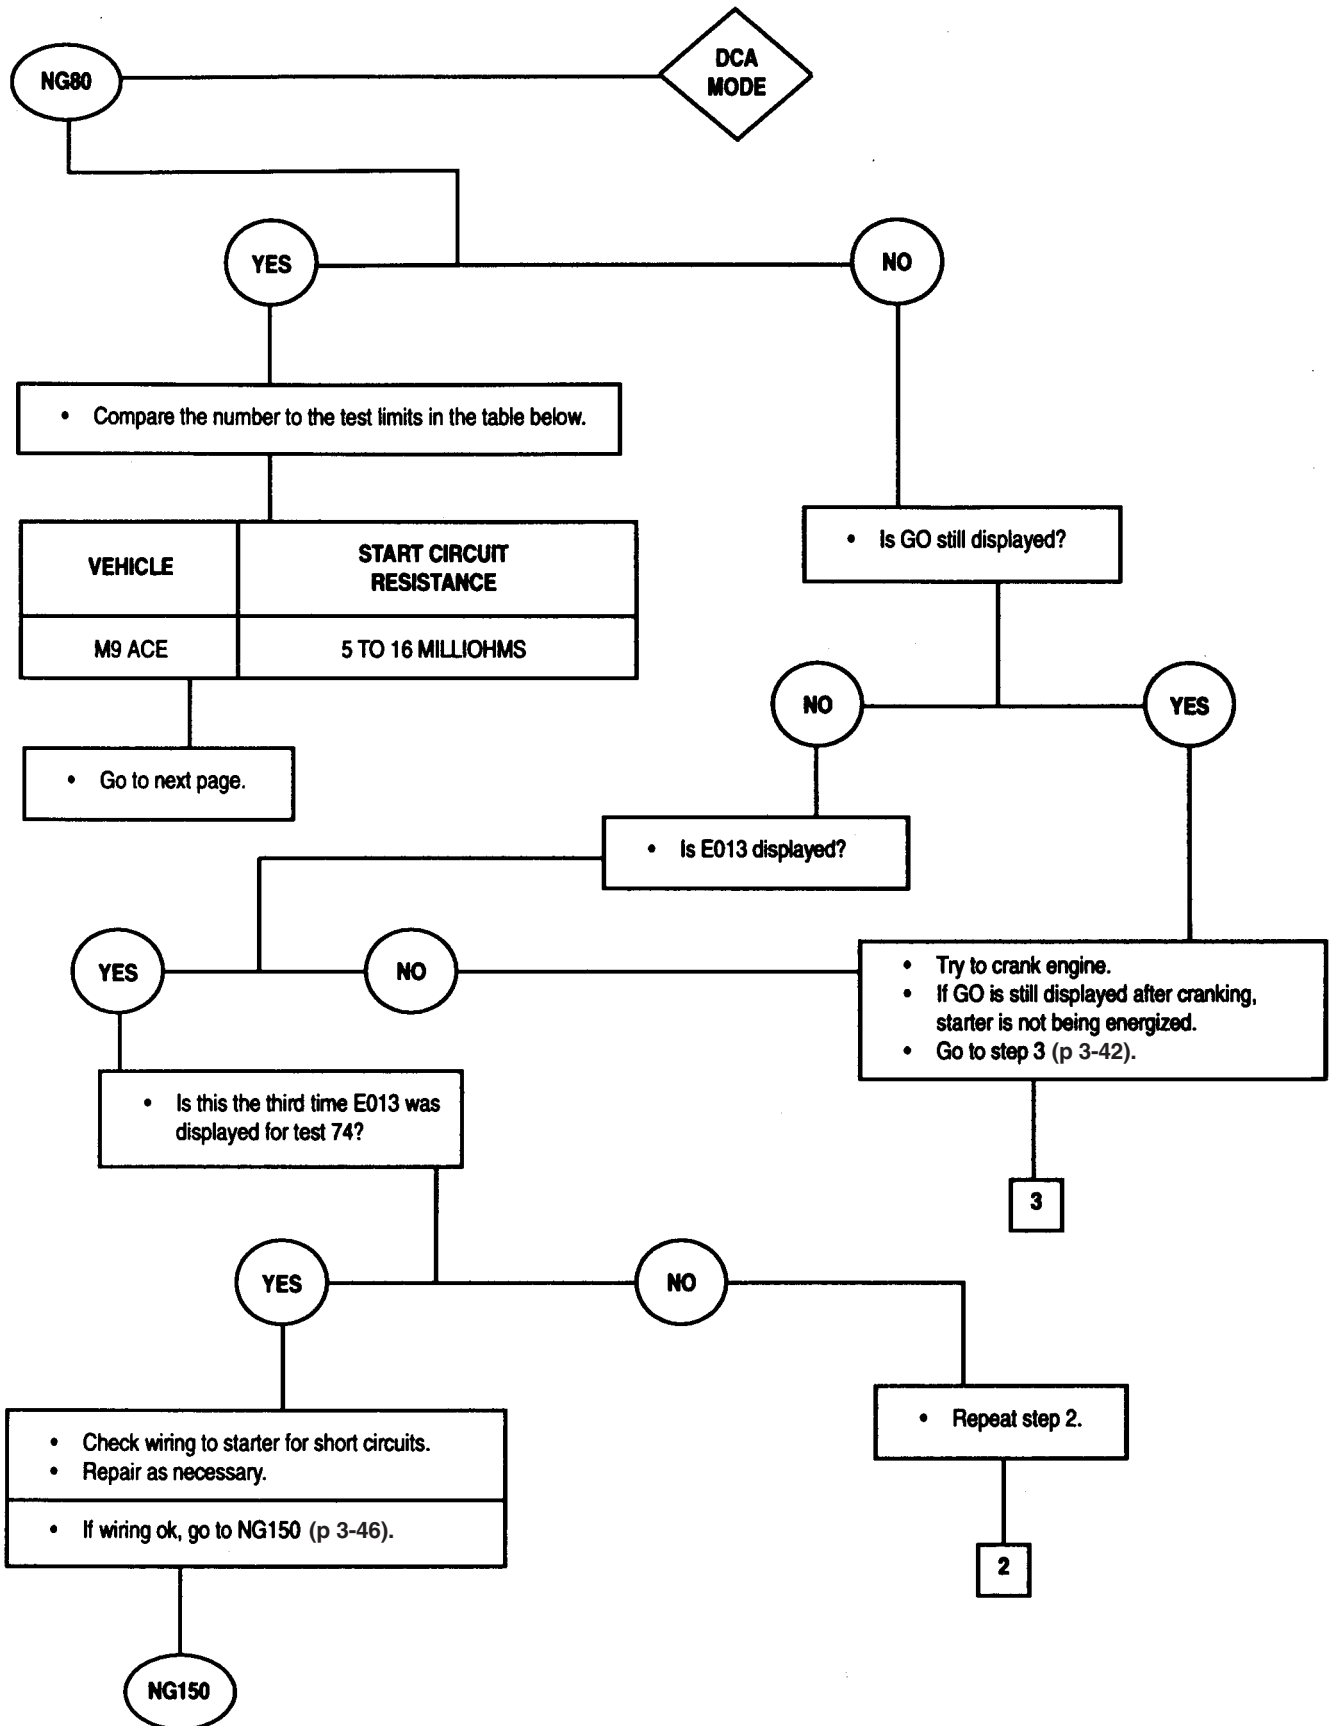 NG80
DCA
MODE
YES
NO
• Compare the number to the test limits in the table below.
VEHICLE
START CIRCUIT
RESISTANCE
M9 ACE
5 TO 16 MILLIOHMS
• Go to next page.
• Is GO still displayed?
NO
YES
• Is E013 displayed?
YES
NO
• Try to crank engine.
• If GO is still displayed after cranking,
starter is not being energized.
• Go to step 3 (p 3-42).
3
• Is this the third time E013 was
displayed for test 74?
YES
NO
• Repeat step 2.
2
• Check wiring to starter for short circuits.
• Repair as necessary.
• If wiring ok, go to NG150 (p 3-46).
NG150